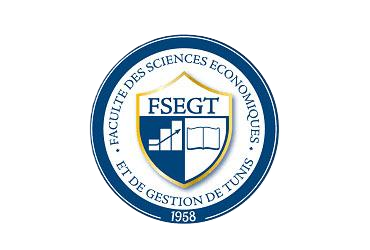 FACULTE DES SCIENCES ECONOMIQUES
FSEGT
ET DE GESTION DE TUNIS
1958